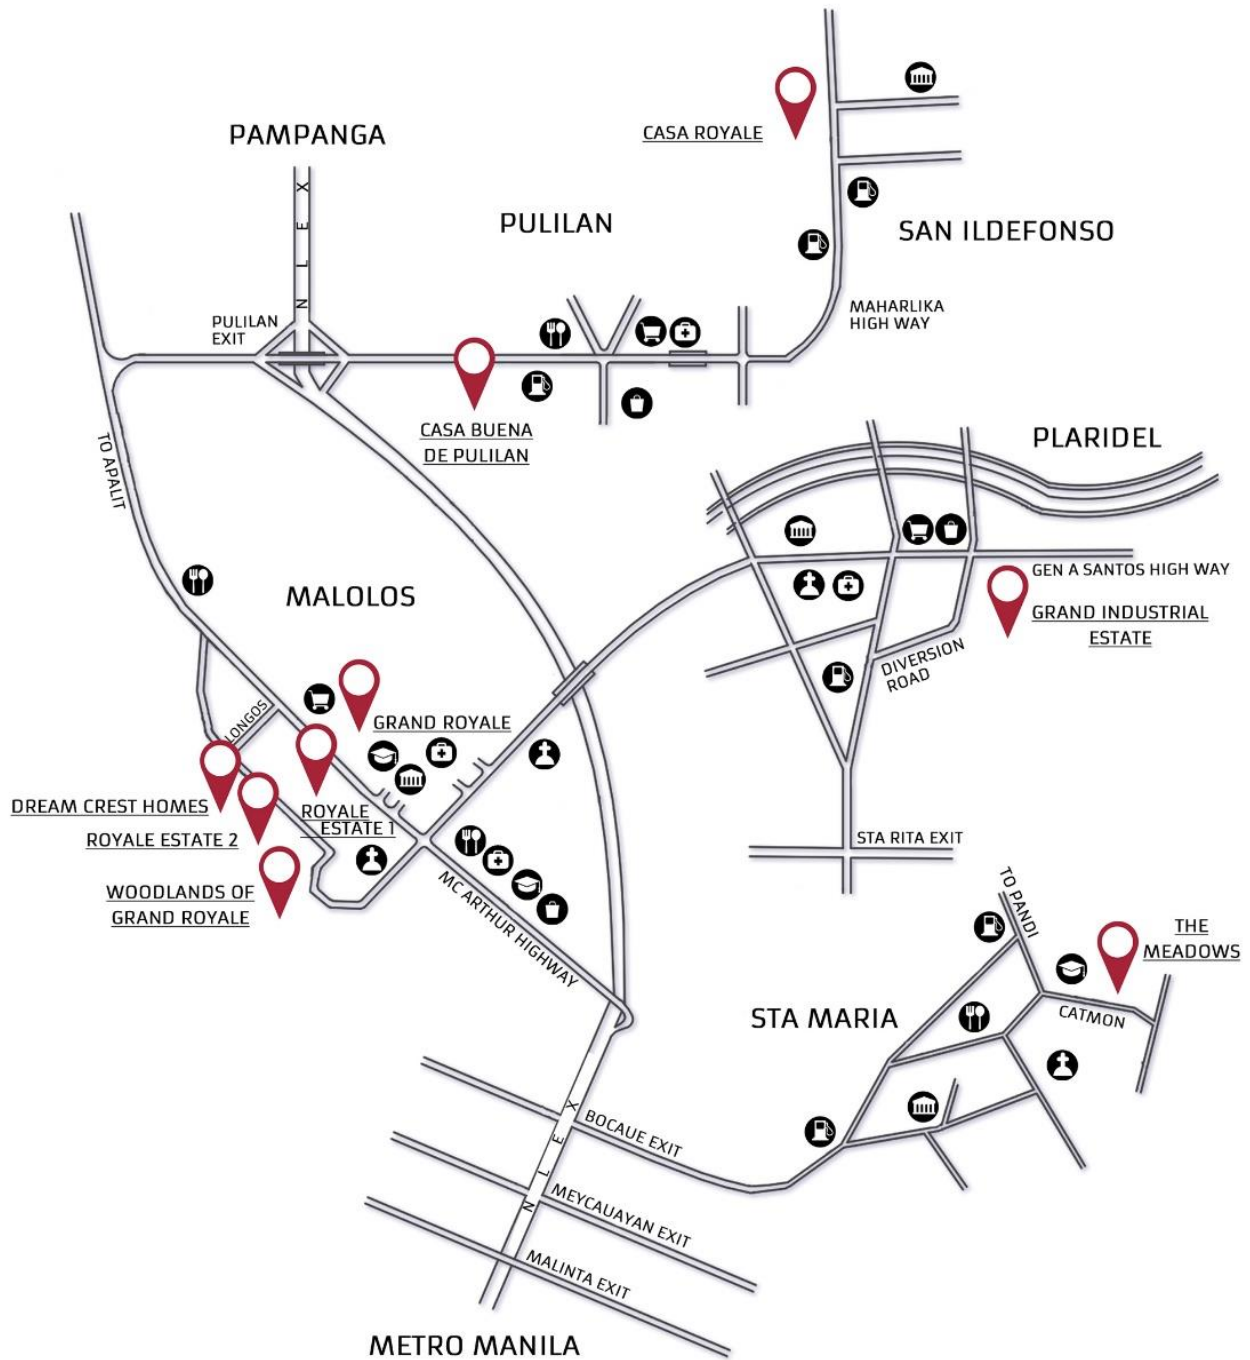 CASA ROYALE
PAMPANGA
N L E X
PULILAN
SAN ILDEFONSO
MAHARLIKA
HIGH WAY
PULILAN
EXIT
CASA BUENA
DE PULILAN
TO APALIT
PLARIDEL
GEN A SANTOS HIGH WAY
GRAND INDUSTRIAL
ESTATE
DIVERSION
ROAD
MALOLOS
LONGOS
GRAND ROYALE
DREAM CREST HOMES
ROYALE
ESTATE 1
ROYALE ESTATE 2
WOODLANDS OF
GRAND ROYALE
MC ARTHUR HIGHWAY
STA RITA EXIT
TO PANDI
THE
MEADOWS
CATMON
STA MARIA
N L E X
BOCAUE EXIT
MEYCAUAYAN EXIT
MALINTA EXIT
METRO MANILA